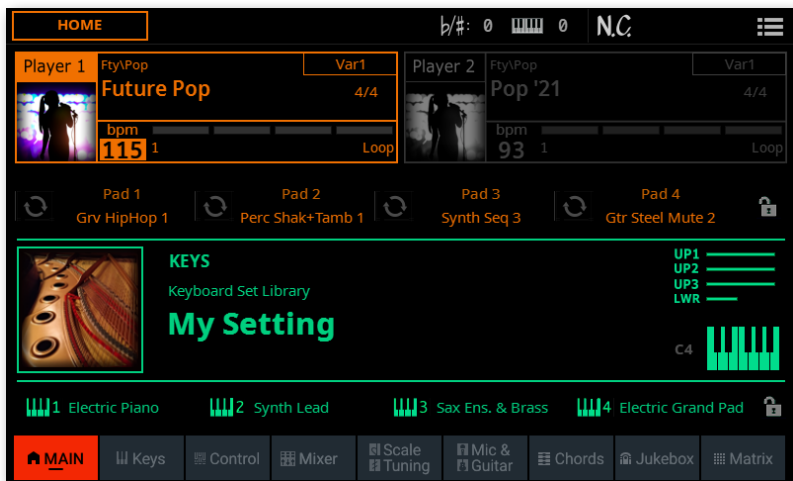 HOME
b/#: 0 0 N.C.
Player 1 Fty\Pop Var1
Future Pop 4/4
bpm
115 1 Loop
Player 2 Fty\Pop Var1
Pop '21 4/4
bpm
93 1 Loop
Pad 1
Grv HipHop 1
Pad 2
Perc Shak+Tamb 1
Pad 3
Synth Seq 3
Pad 4
Gtr Steel Mute 2
KEYS
Keyboard Set Library
My Setting
UP1
UP2
UP3
LWR
C4
1 Electric Piano
2 Synth Lead
3 Sax Ens. & Brass
4 Electric Grand Pad
MAIN
Keys
Control
Mixer
Scale
Tuning
Mic &
Guitar
Chords
Jukebox
Matrix